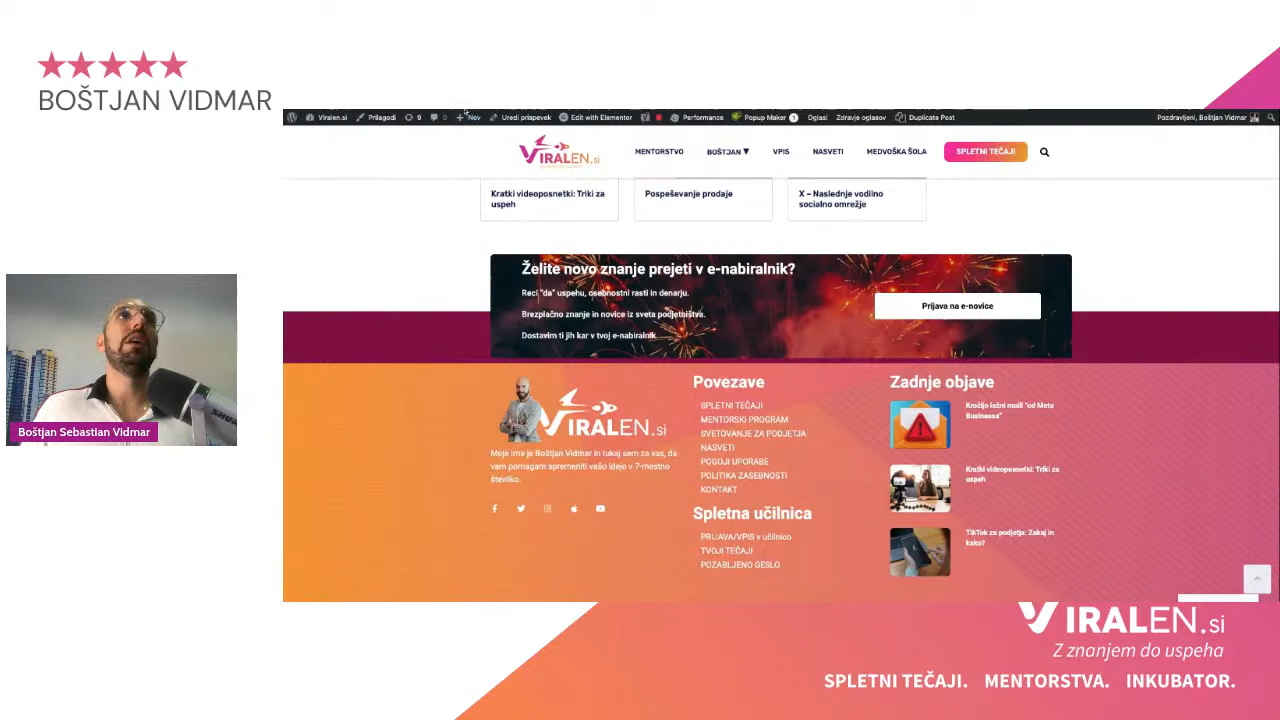 BOŠTJAN VIDMAR
Viralen.si Prilagodi 9 0 Nov Uredi prispevek Edit with Elementor Performance Popup Maker 1 Oglasi Zdravje oglasov Duplicate Post Pozdravljeni, Boštjan Vidmar
VIRALEN.si MENTORSTVO BOŠTJAN ▼ VPIS NASVETI MEDVOŠKA ŠOLA SPLETNI TEČAJI
Kratki videoposnetki: Triki za
uspeh
Pospeševanje prodaje
X – Naslednje vodilno
socialno omrežje
Želite novo znanje prejeti v e-nabiralnik?
Reci "da" uspehu, osebnostni rasti in denarju.
Brezplačno znanje in novice iz sveta podjetništva.
Dostavim ti jih kar v tvoj e-nabiralnik.
Prijava na e-novice
VIRALEN.si
Moje ime je Boštjan Vidmar in tukaj sem za vas, da
vam pomagam spremeniti vašo idejo v 7-mestno
številko.
Povezave
SPLETNI TEČAJI
MENTORSKI PROGRAM
SVETOVANJE ZA PODJETJA
NASVETI
POGOJI UPORABE
POLITIKA ZASEBNOSTI
KONTAKT
Spletna učilnica
PRIJAVA/VPIS v učilnico
TVOJI TEČAJI
POZABLJENO GESLO
Zadnje objave
Krožijo lažni maili "od Meta
Businessa"
Kratki videoposnetki: Triki za
uspeh
TikTok za podjetja: Zakaj in
kako?
Boštjan Sebastian Vidmar
SHURE
VIRALEN.si
Z znanjem do uspeha
SPLETNI TEČAJI. MENTORSTVA. INKUBATOR.